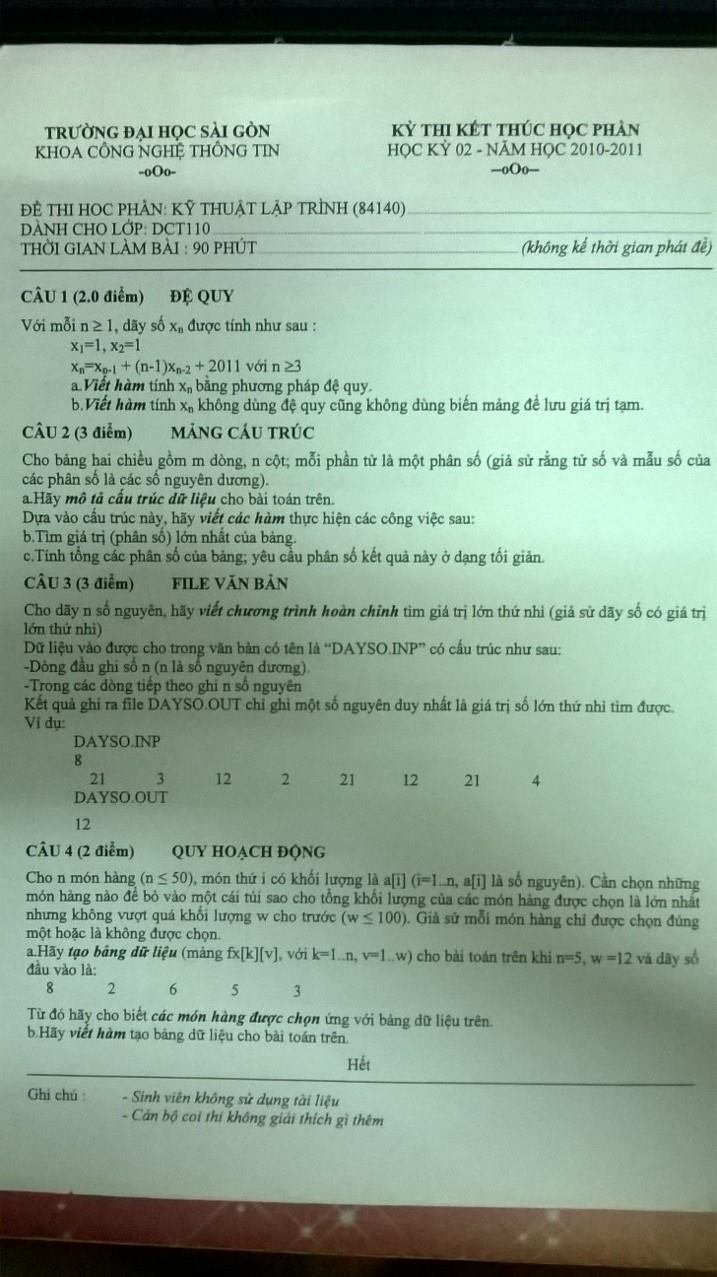 TRƯỜNG ĐẠI HỌC SÀI GÒN
KHOA CÔNG NGHỆ THÔNG TIN
-oOo-
KỲ THI KẾT THÚC HỌC PHẦN
HỌC KỲ 02 - NĂM HỌC 2010-2011
--oOo--
ĐỀ THI HỌC PHẦN: KỸ THUẬT LẬP TRÌNH (84140)
DÀNH CHO LỚP: DCT110
THỜI GIAN LÀM BÀI : 90 PHÚT (không kể thời gian phát đề)
CÂU 1 (2.0 điểm) ĐỆ QUY
Với mỗi n ≥ 1, dãy số xn được tính như sau :
x1=1, x2=1
xn=xn-1 + (n-1)xn-2 + 2011 với n ≥3
a.Viết hàm tính xn bằng phương pháp đệ quy.
b.Viết hàm tính xn không dùng đệ quy cũng không dùng biến mảng để lưu giá trị tạm.
CÂU 2 (3 điểm) MẢNG CẤU TRÚC
Cho bảng hai chiều gồm m dòng, n cột; mỗi phần tử là một phân số (giả sử rằng tử số và mẫu số của
các phân số là các số nguyên dương).
a.Hãy mô tả cấu trúc dữ liệu cho bài toán trên.
Dựa vào cấu trúc này, hãy viết các hàm thực hiện các công việc sau:
b.Tìm giá trị (phân số) lớn nhất của bảng.
c.Tính tổng các phân số của bảng; yêu cầu phân số kết quả này ở dạng tối giản.
CÂU 3 (3 điểm) FILE VĂN BẢN
Cho dãy n số nguyên, hãy viết chương trình hoàn chỉnh tìm giá trị lớn thứ nhì (giả sử dãy số có giá trị
lớn thứ nhì)
Dữ liệu vào được cho trong văn bản có tên là “DAYSO.INP” có cấu trúc như sau:
-Dòng đầu ghi số n (n là số nguyên dương).
-Trong các dòng tiếp theo ghi n số nguyên
Kết quả ghi ra file DAYSO.OUT chỉ ghi một số nguyên duy nhất là giá trị số lớn thứ nhì tìm được.
Ví dụ:
DAYSO.INP
8
21 3 12 2 21 12 21 4
DAYSO.OUT
12
CÂU 4 (2 điểm) QUY HOẠCH ĐỘNG
Cho n món hàng (n ≤ 50), món thứ i có khối lượng là a[i] (i=1..n, a[i] là số nguyên). Cần chọn những
món hàng nào để bỏ vào một cái túi sao cho tổng khối lượng của các món hàng được chọn là lớn nhất
nhưng không vượt quá khối lượng w cho trước (w ≤ 100). Giả sử mỗi món hàng chỉ được chọn đúng
một hoặc là không được chọn.
a.Hãy tạo bảng dữ liệu (mảng fx[k][v], với k=1..n, v=1..w) cho bài toán trên khi n=5, w =12 và dãy số
đầu vào là:
8 2 6 5 3
Từ đó hãy cho biết các món hàng được chọn ứng với bảng dữ liệu trên.
b.Hãy viết hàm tạo bảng dữ liệu cho bài toán trên.
Hết
Ghi chú : - Sinh viên không sử dụng tài liệu
- Cán bộ coi thi không giải thích gì thêm